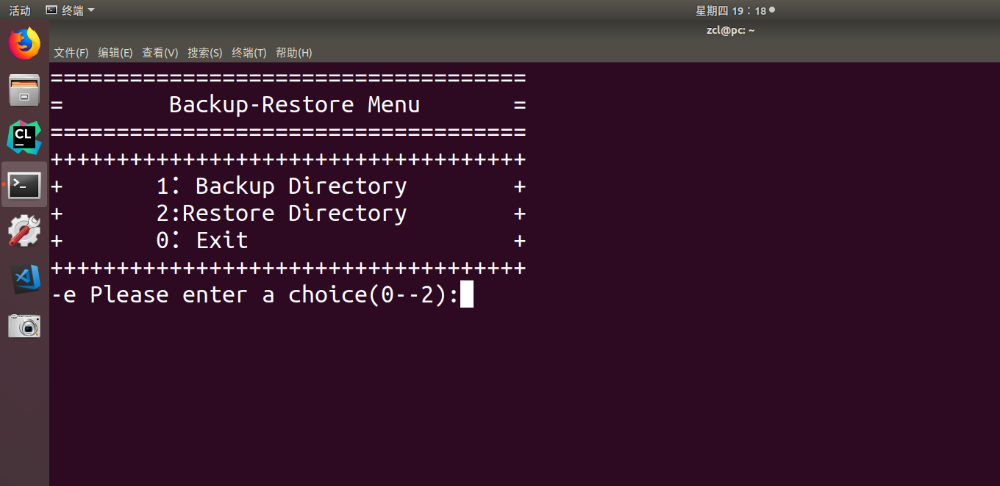 活动 终端 星期四 19：18
zcl@pc: ~
文件(F) 编辑(E) 查看(V) 搜索(S) 终端(T) 帮助(H)
====================================
= Backup-Restore Menu =
====================================
++++++++++++++++++++++++++++++++++++
+ 1： Backup Directory +
+ 2:Restore Directory +
+ 0： Exit +
++++++++++++++++++++++++++++++++++++
-e Please enter a choice(0--2):
CL